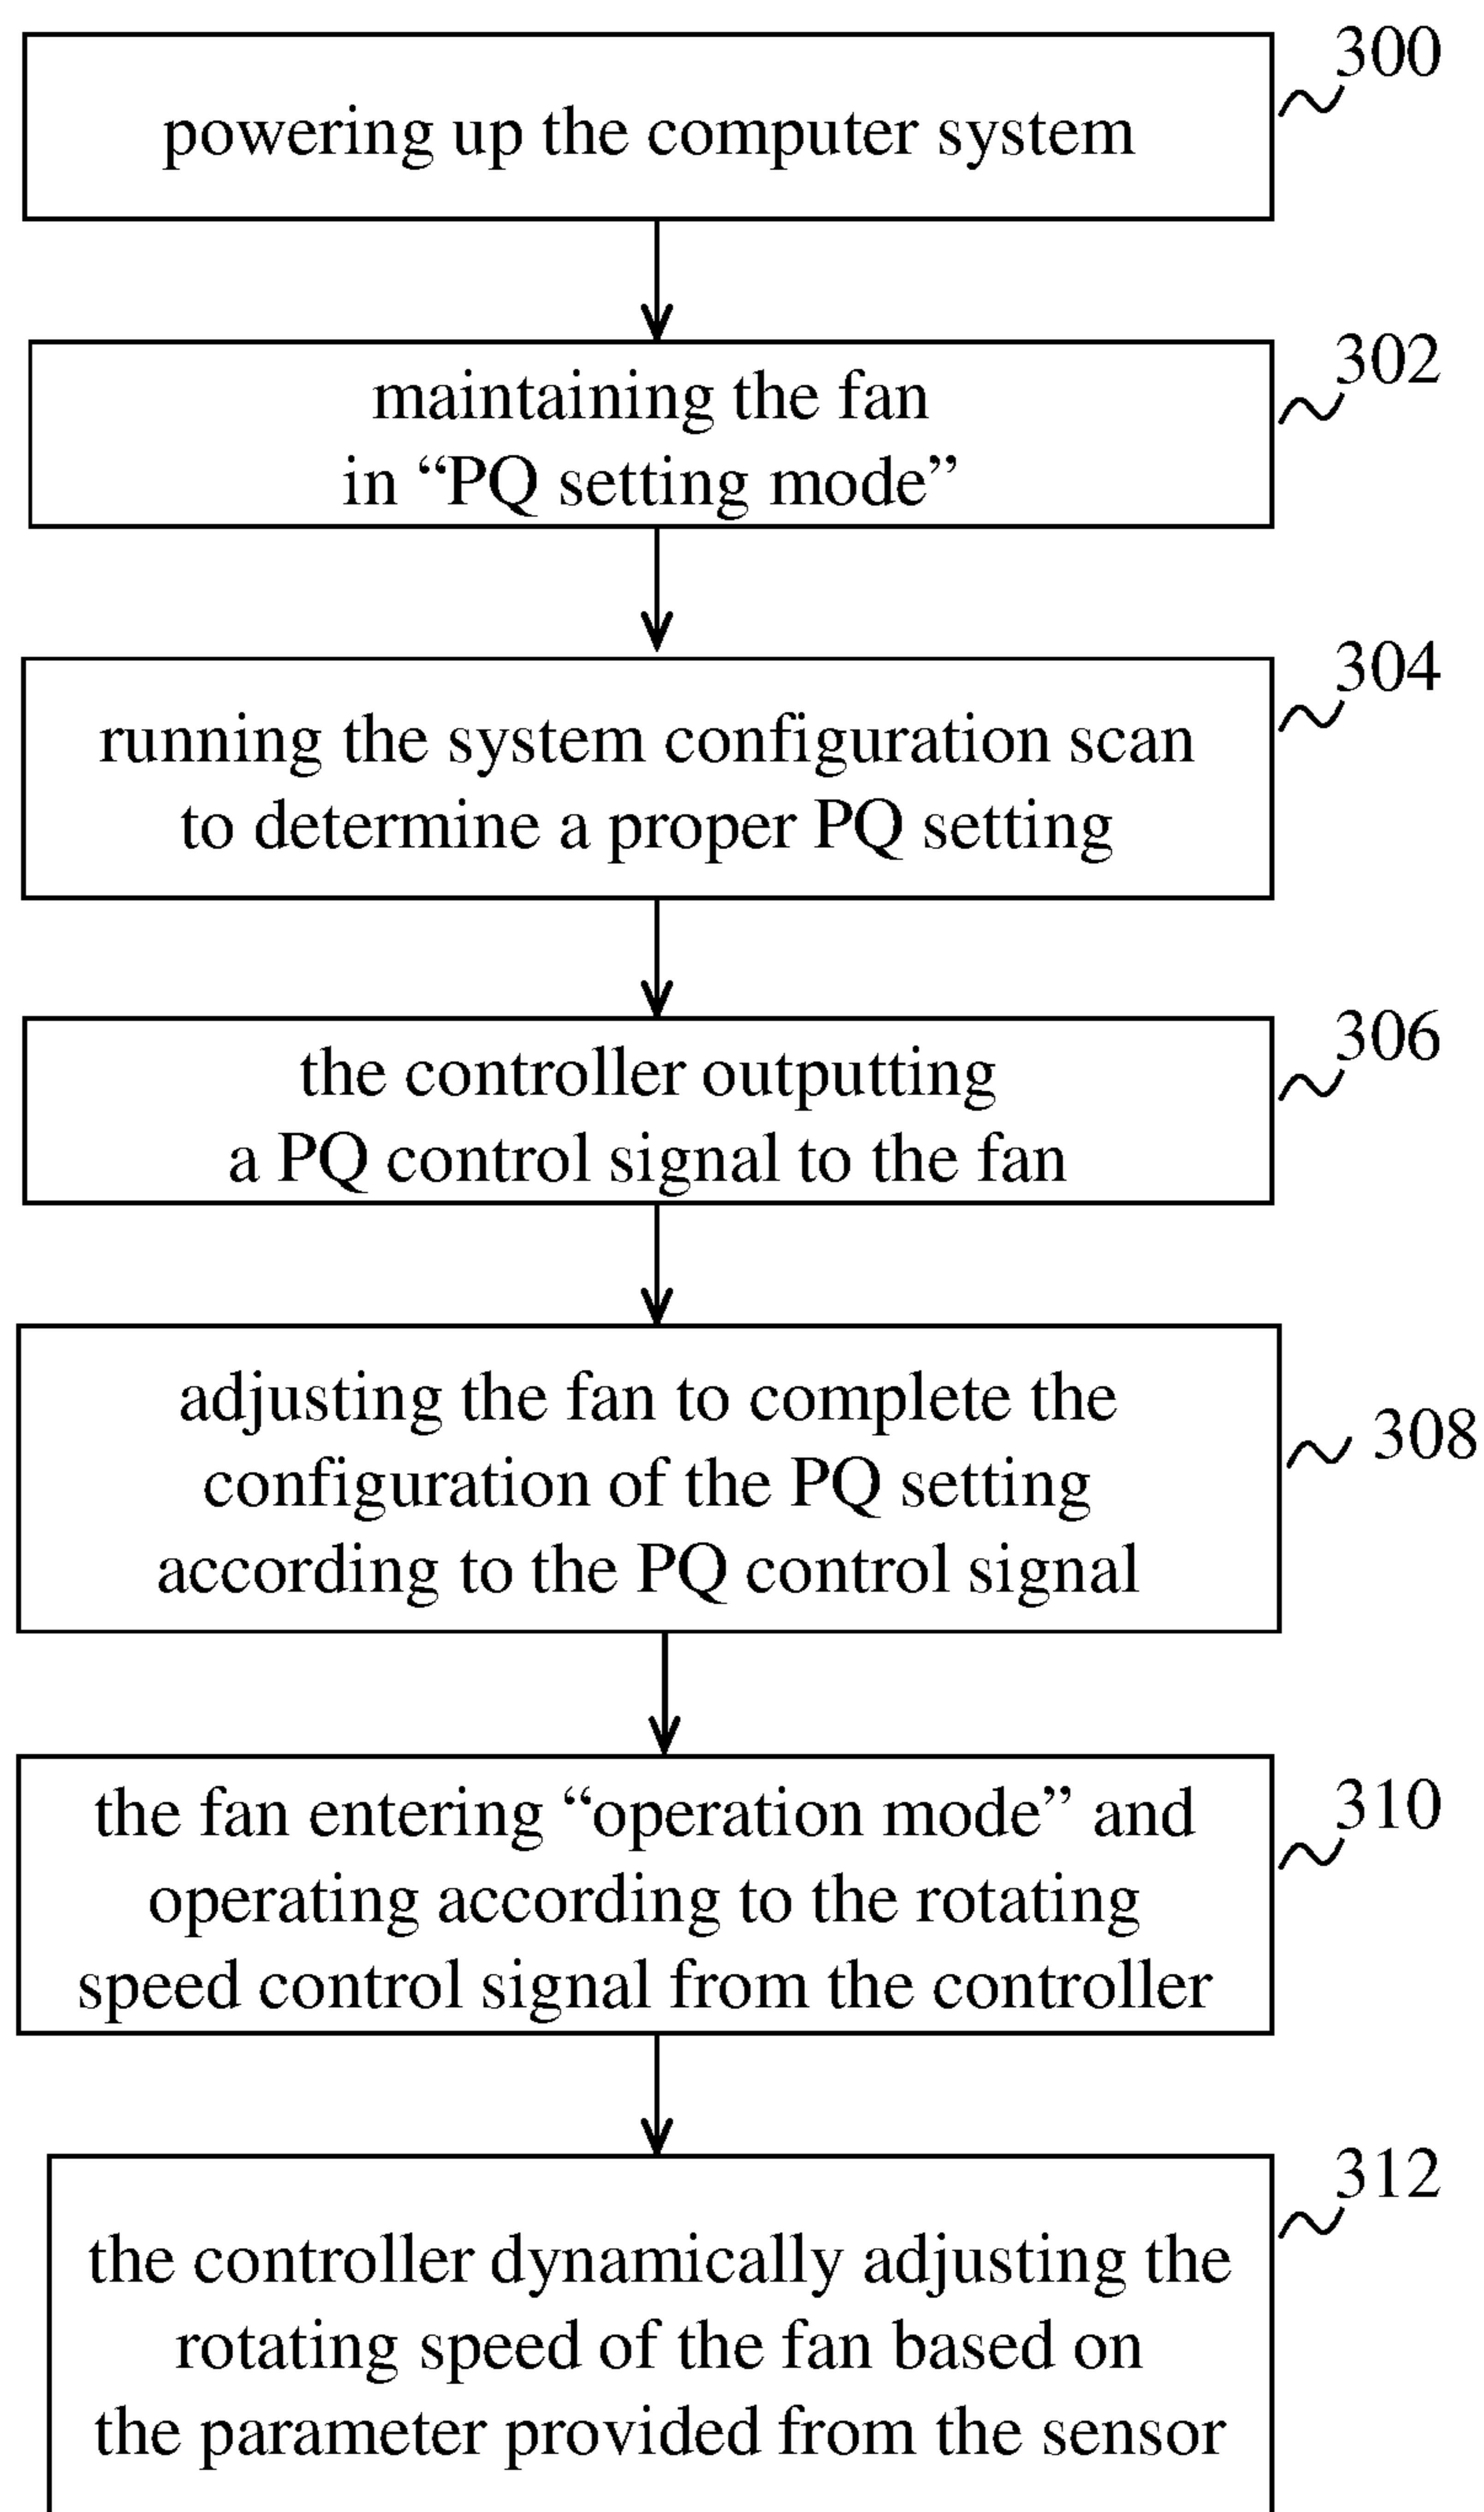 300
powering up the computer system
302
maintaining the fan
in “PQ setting mode”
304
running the system configuration scan
to determine a proper PQ setting
306
the controller outputting
a PQ control signal to the fan
308
adjusting the fan to complete the
configuration of the PQ setting
according to the PQ control signal
310
the fan entering “operation mode” and
operating according to the rotating
speed control signal from the controller
312
the controller dynamically adjusting the
rotating speed of the fan based on
the parameter provided from the sensor